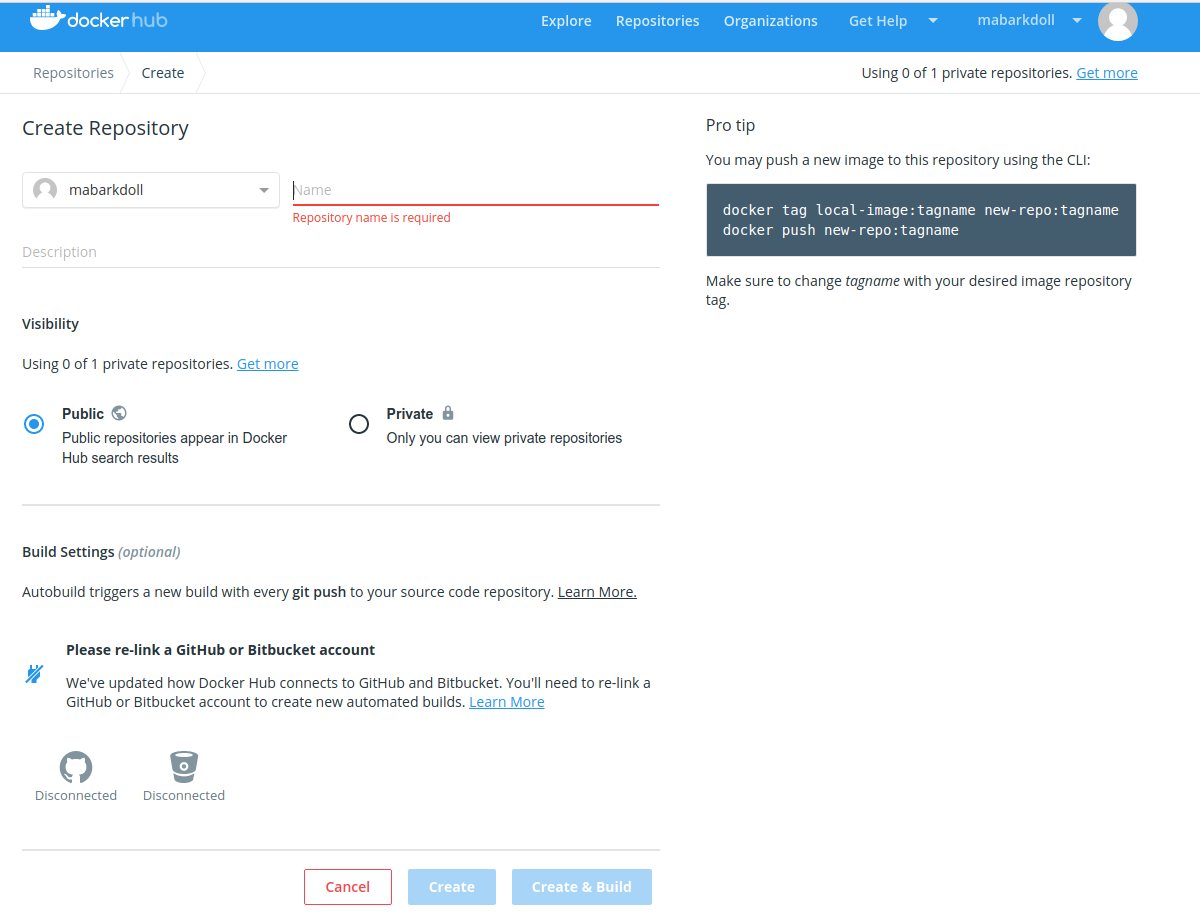 docker hub
Explore Repositories Organizations Get Help mabarkdoll
Repositories Create
Using 0 of 1 private repositories. Get more
Create Repository
mabarkdoll
Name
Repository name is required
Description
Visibility
Using 0 of 1 private repositories. Get more
Public
Public repositories appear in Docker
Hub search results
Private
Only you can view private repositories
Build Settings (optional)
Autobuild triggers a new build with every git push to your source code repository. Learn More.
Please re-link a GitHub or Bitbucket account
We've updated how Docker Hub connects to GitHub and Bitbucket. You'll need to re-link a
GitHub or Bitbucket account to create new automated builds. Learn More
Disconnected
Disconnected
Cancel
Create
Create & Build
Pro tip
You may push a new image to this repository using the CLI:
docker tag local-image:tagname new-repo:tagname
docker push new-repo:tagname
Make sure to change tagname with your desired image repository
tag.